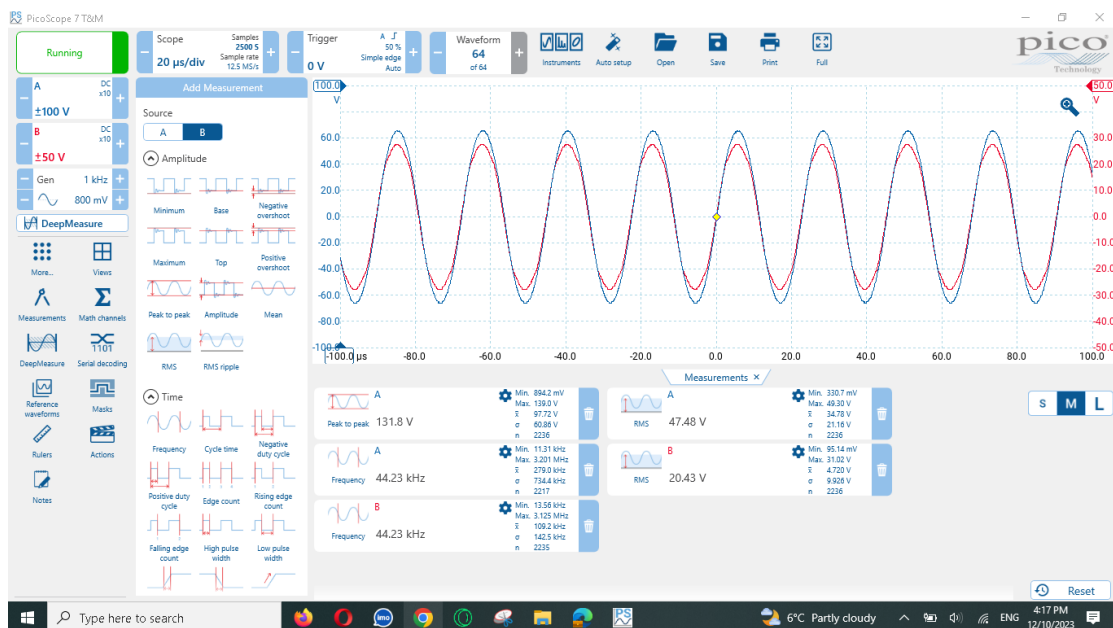 PicoScope 7 T&M
Running
Scope
20 µs/div
Samples
2500 S
Sample rate
12.5 MS/s
Trigger
0 V
A
50 %
Simple edge
Auto
Waveform
64
of 64
Instruments
Auto setup
Open
Save
Print
Full
pico
Technology
A
DC
x10
±100 V
B
DC
x10
±50 V
Gen
1 kHz
800 mV
DeepMeasure
More...
Views
Measurements
Math channels
DeepMeasure
Serial decoding
1101
Reference
waveforms
Masks
Rulers
Actions
Notes
Add Measurement
Source
A
B
Amplitude
Minimum
Base
Negative
overshoot
Maximum
Top
Positive
overshoot
Peak to peak
Amplitude
Mean
RMS
RMS ripple
Time
Frequency
Cycle time
Negative
duty cycle
Positive duty
cycle
Edge count
Rising edge
count
Falling edge
count
High pulse
width
Low pulse
width
100.0
V
60.0
40.0
20.0
0.0
-20.0
-40.0
-60.0
-80.0
-100.0
50.0
V
30.0
20.0
10.0
0.0
-10.0
-20.0
-30.0
-40.0
-50.0
-100.0 µs
-80.0
-60.0
-40.0
-20.0
0.0
20.0
40.0
60.0
80.0
100.0
Measurements ×
A
Peak to peak 131.8 V
Min. 894.2 mV
Max. 139.0 V
x̄ 97.72 V
σ 60.86 V
n 2236
A
RMS 47.48 V
Min. 330.7 mV
Max. 49.30 V
x̄ 34.78 V
σ 21.16 V
n 2236
A
Frequency 44.23 kHz
Min. 11.31 kHz
Max. 3.201 MHz
x̄ 279.0 kHz
σ 734.4 kHz
n 2217
B
RMS 20.43 V
Min. 95.14 mV
Max. 31.02 V
x̄ 4.720 V
σ 9.926 V
n 2236
B
Frequency 44.23 kHz
Min. 13.56 kHz
Max. 3.125 MHz
x̄ 109.2 kHz
σ 142.5 kHz
n 2235
S
M
L
Reset
Type here to search
imo
PS
6°C Partly cloudy
ENG
4:17 PM
12/10/2023